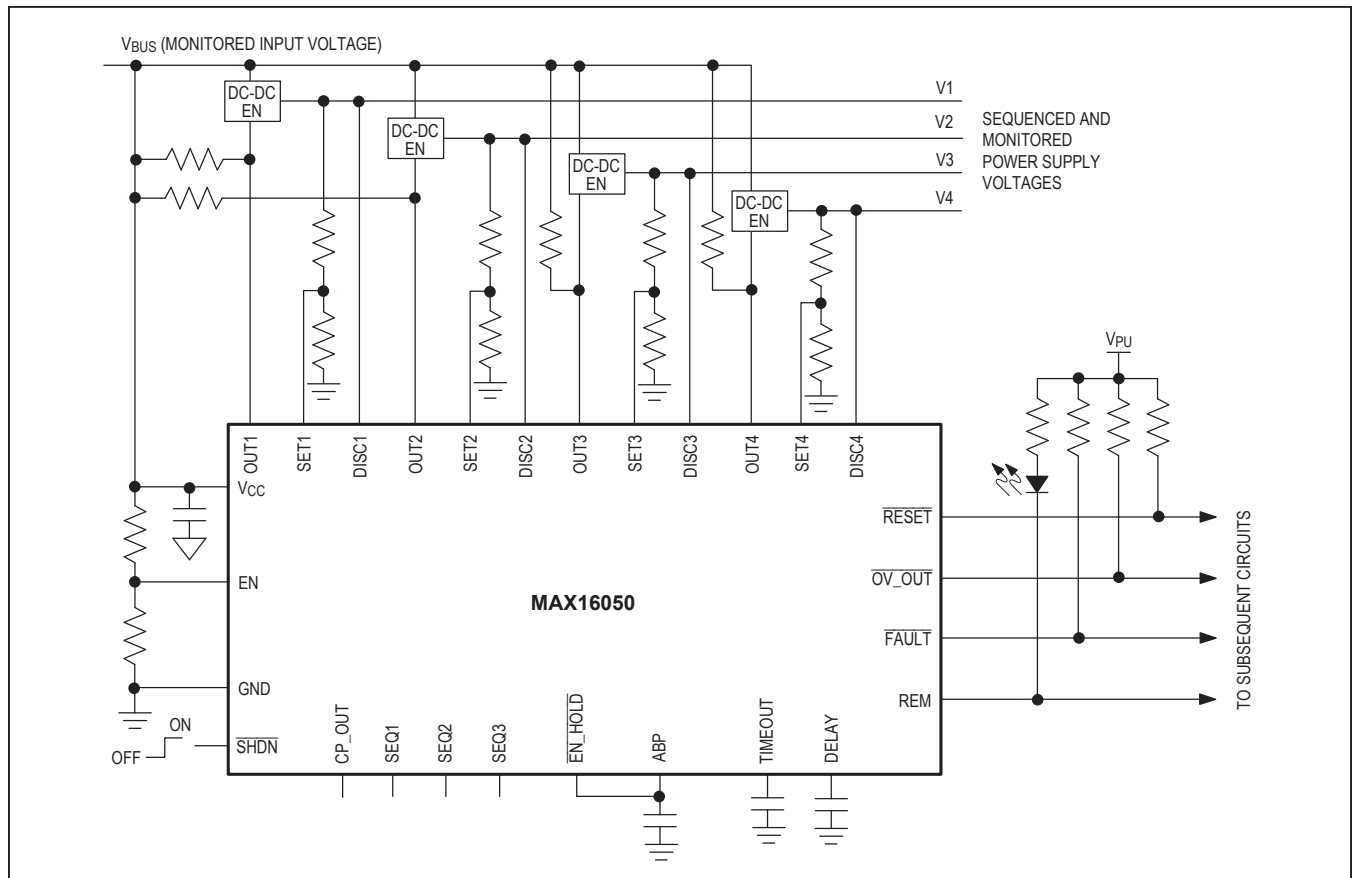 VBUS (MONITORED INPUT VOLTAGE)
DC-DC
EN
V1
DC-DC
EN
V2
DC-DC
EN
V3
DC-DC
EN
V4
SEQUENCED AND
MONITORED
POWER SUPPLY
VOLTAGES
VPU
OUT1
SET1
DISC1
OUT2
SET2
DISC2
OUT3
SET3
DISC3
OUT4
SET4
DISC4
VCC
EN
GND
SHDN
ON
OFF
MAX16050
RESET
OV_OUT
FAULT
REM
TO SUBSEQUENT CIRCUITS
CP_OUT
SEQ1
SEQ2
SEQ3
EN_HOLD
ABP
TIMEOUT
DELAY